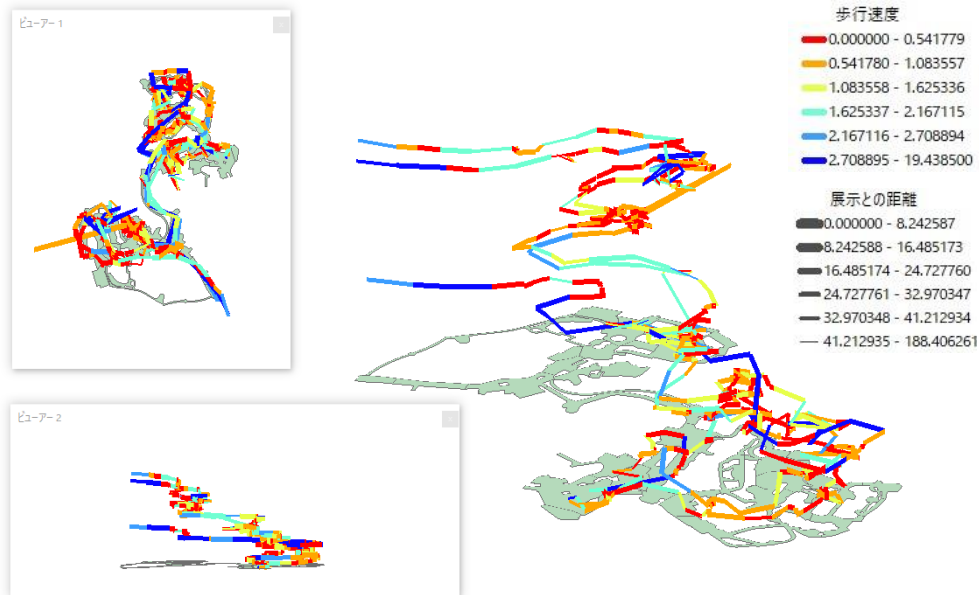 ビューアー 1
歩行速度
0.000000 - 0.541779
0.541780 - 1.083557
1.083558 - 1.625336
1.625337 - 2.167115
2.167116 - 2.708894
2.708895 - 19.438500
展示との距離
0.000000 - 8.242587
8.242588 - 16.485173
16.485174 - 24.727760
24.727761 - 32.970347
32.970348 - 41.212934
41.212935 - 188.406261
ビューアー 2